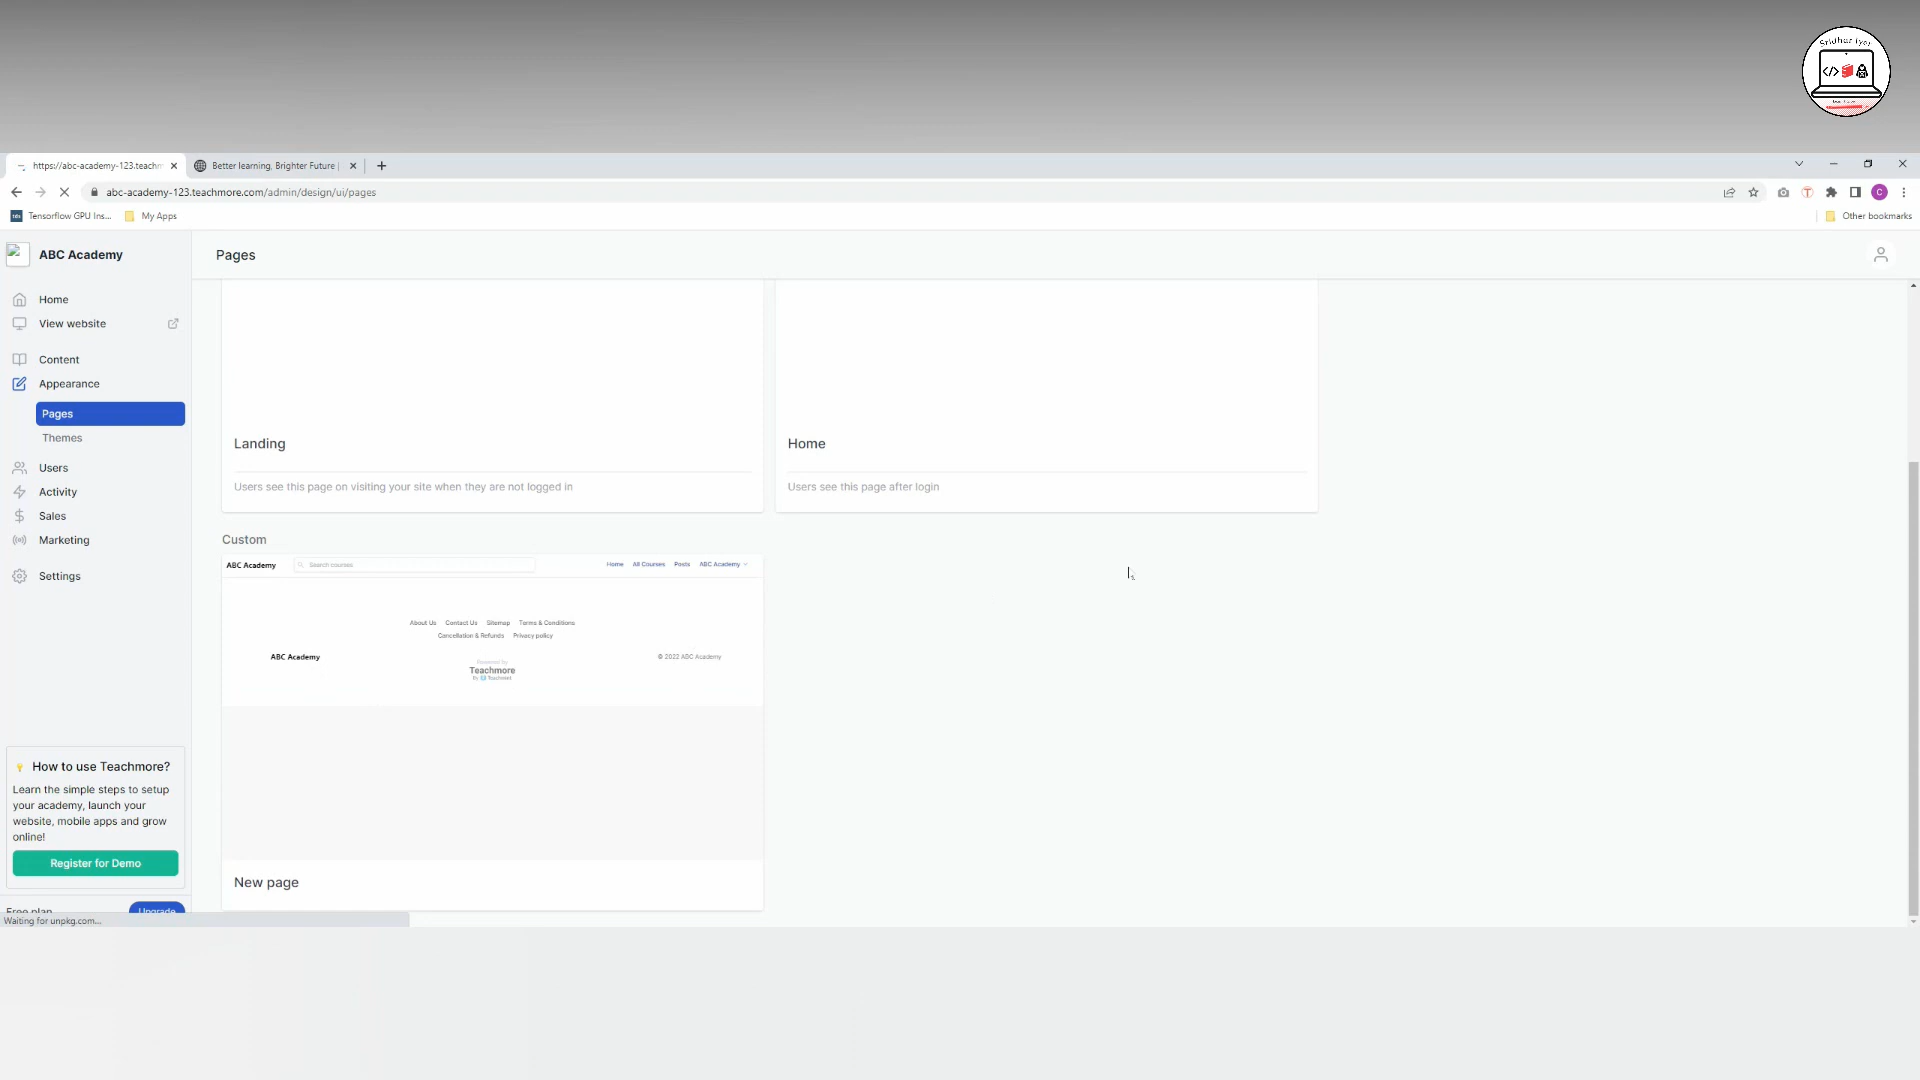 Sridhar Iyer
https://abc-academy-123.teachm
Better learning, Brighter Future |
abc-academy-123.teachmore.com/admin/design/ui/pages
Tensorflow GPU Ins...
My Apps
Other bookmarks
ABC Academy
Pages
Home
View website
Content
Appearance
Pages
Themes
Users
Activity
Sales
Marketing
Settings
How to use Teachmore?
Learn the simple steps to setup
your academy, launch your
website, mobile apps and grow
online!
Register for Demo
Free plan
Upgrade
Waiting for unpkg.com...
Landing
Users see this page on visiting your site when they are not logged in
Home
Users see this page after login
Custom
ABC Academy
Search courses
Home
All Courses
Posts
ABC Academy
About Us Contact Us Sitemap Terms & Conditions
Cancellation & Refunds Privacy policy
ABC Academy
Powered by
Teachmore
By Teachmint
© 2022 ABC Academy
New page